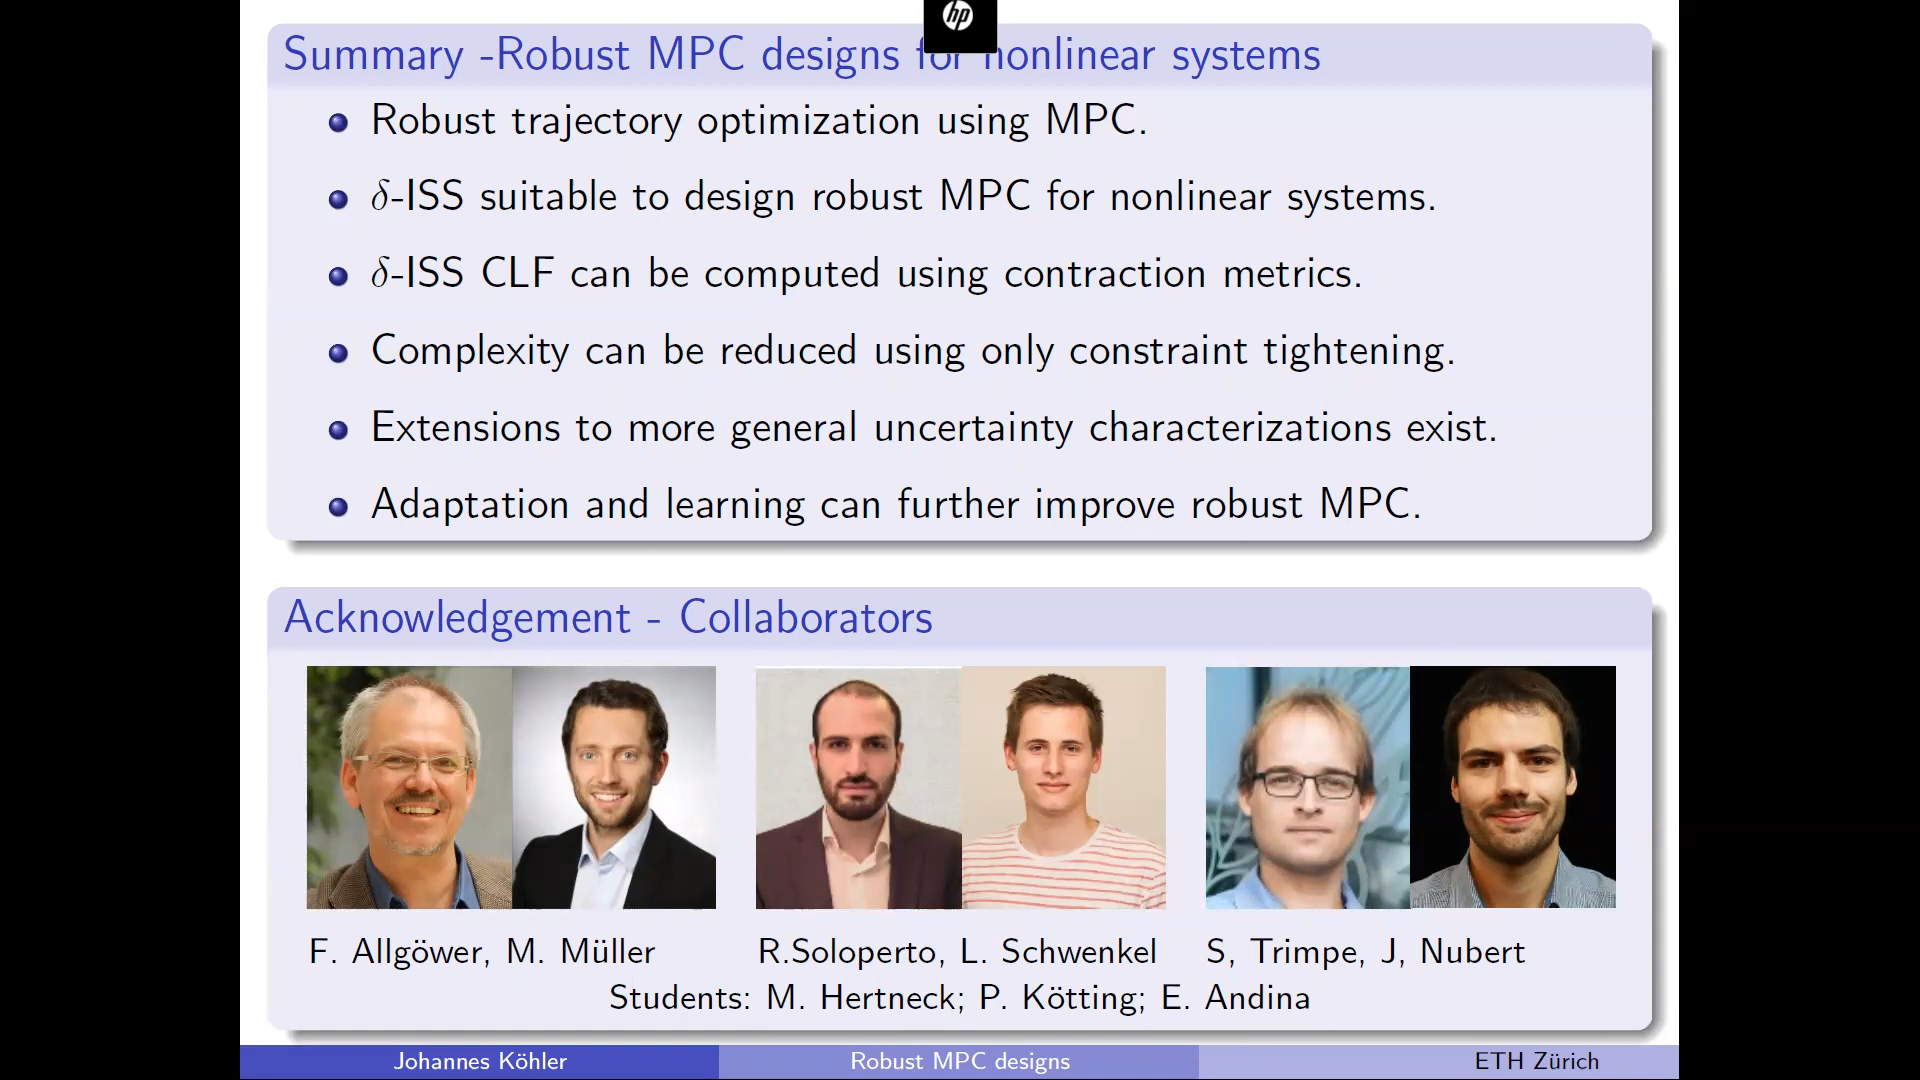 hp
Summary -Robust MPC designs for nonlinear systems
Robust trajectory optimization using MPC.
δ-ISS suitable to design robust MPC for nonlinear systems.
δ-ISS CLF can be computed using contraction metrics.
Complexity can be reduced using only constraint tightening.
Extensions to more general uncertainty characterizations exist.
Adaptation and learning can further improve robust MPC.
Acknowledgement - Collaborators
F. Allgöwer, M. Müller
R.Soloperto, L. Schwenkel
S, Trimpe, J, Nubert
Students: M. Hertneck; P. Kötting; E. Andina
Johannes Köhler
Robust MPC designs
ETH Zürich